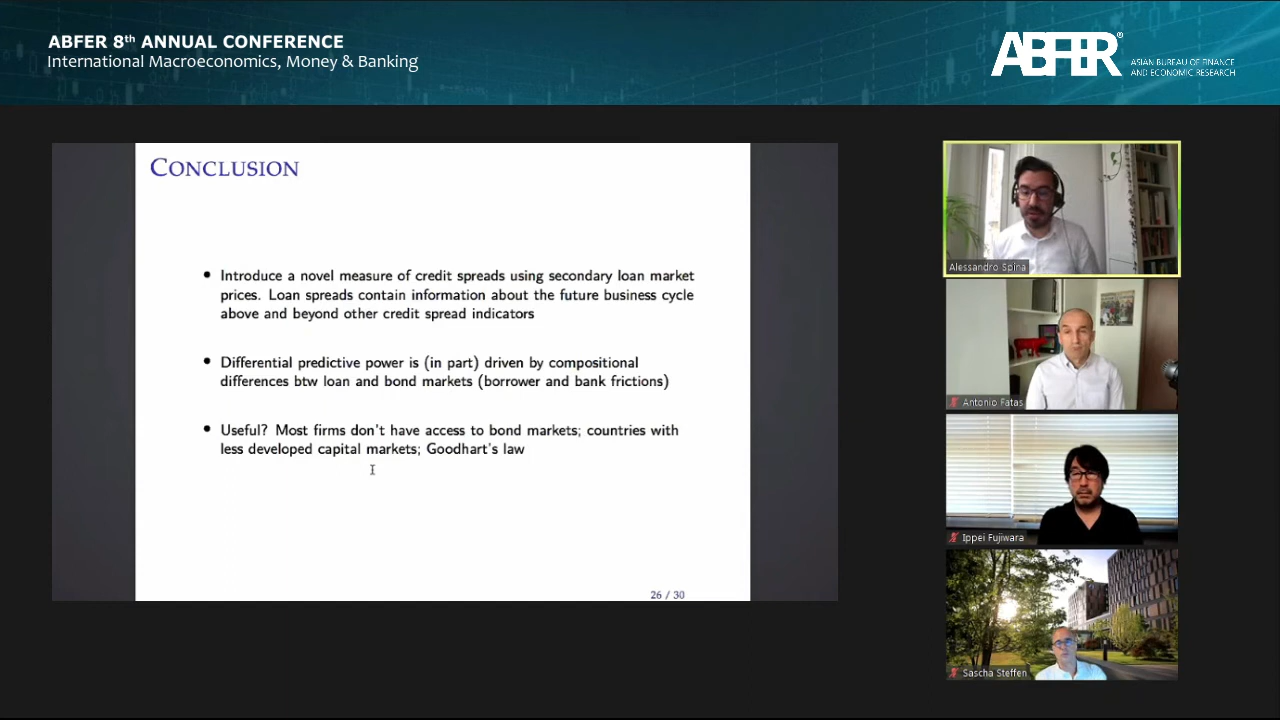 ABFER 8th ANNUAL CONFERENCE
International Macroeconomics, Money & Banking
ABFER®
ASIAN BUREAU OF FINANCE
AND ECONOMIC RESEARCH
CONCLUSION
• Introduce a novel measure of credit spreads using secondary loan market
prices. Loan spreads contain information about the future business cycle
above and beyond other credit spread indicators
• Differential predictive power is (in part) driven by compositional
differences btw loan and bond markets (borrower and bank frictions)
• Useful? Most firms don't have access to bond markets; countries with
less developed capital markets; Goodhart's law
26 / 30
Alessandro Spina
Antonio Fatas
Ippei Fujiwara
Sascha Steffen